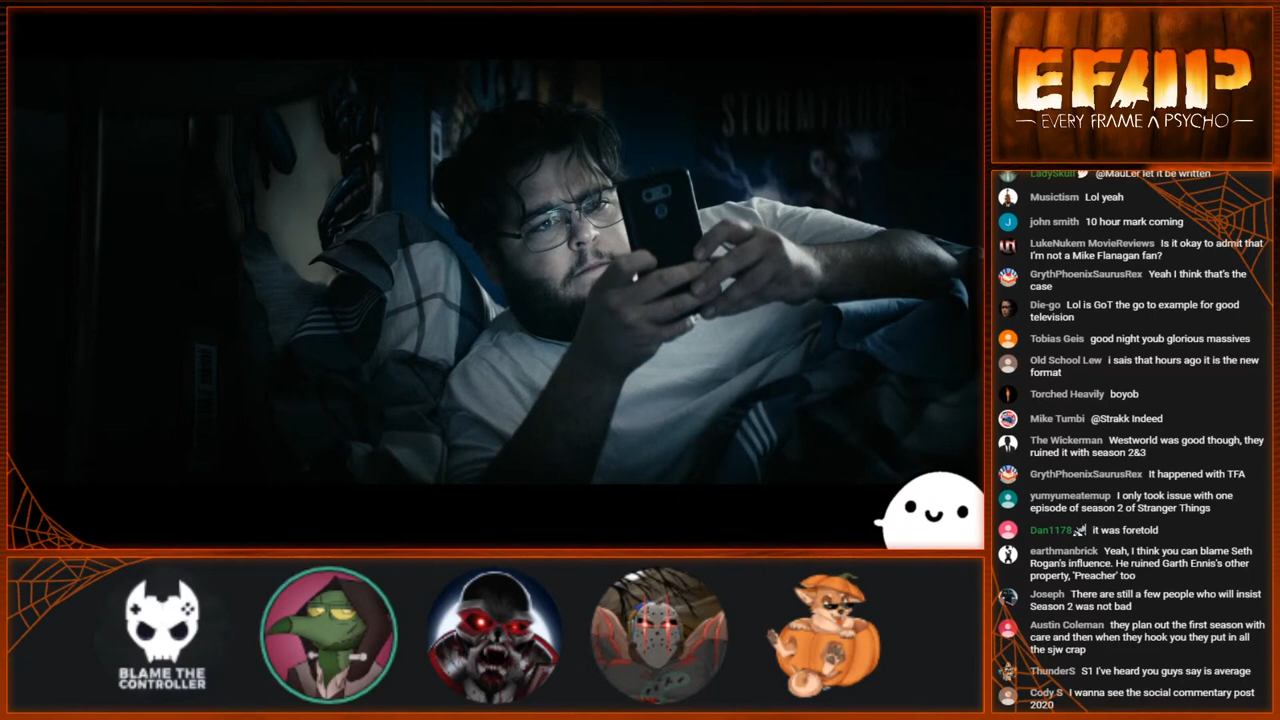 STORMFRONT
EFAP
EVERY FRAME A PSYCHO
LadySkull @MauLer let it be written
Musictism Lol yeah
J john smith 10 hour mark coming
LukeNukem MovieReviews Is it okay to admit that
I'm not a Mike Flanagan fan?
GrythPhoenixSaurusRex Yeah I think that's the
case
Die-go Lol is GoT the go to example for good
television
Tobias Geis good night youb glorious massives
Old School Lew i sais that hours ago it is the new
format
Torched Heavily boyob
Mike Tumbi @Strakk Indeed
The Wickerman Westworld was good though, they
ruined it with season 2&3
GrythPhoenixSaurusRex It happened with TFA
yumyumeatemup I only took issue with one
episode of season 2 of Stranger Things
Dan1178 it was foretold
earthmanbrick Yeah, I think you can blame Seth
Rogan's influence. He ruined Garth Ennis's other
property, 'Preacher' too
Joseph There are still a few people who will insist
Season 2 was not bad
Austin Coleman they plan out the first season with
care and then when they hook you they put in all
the sjw crap
ThunderS S1 I've heard you guys say is average
Cody S I wanna see the social commentary post
2020
BLAME THE
CONTROLLER